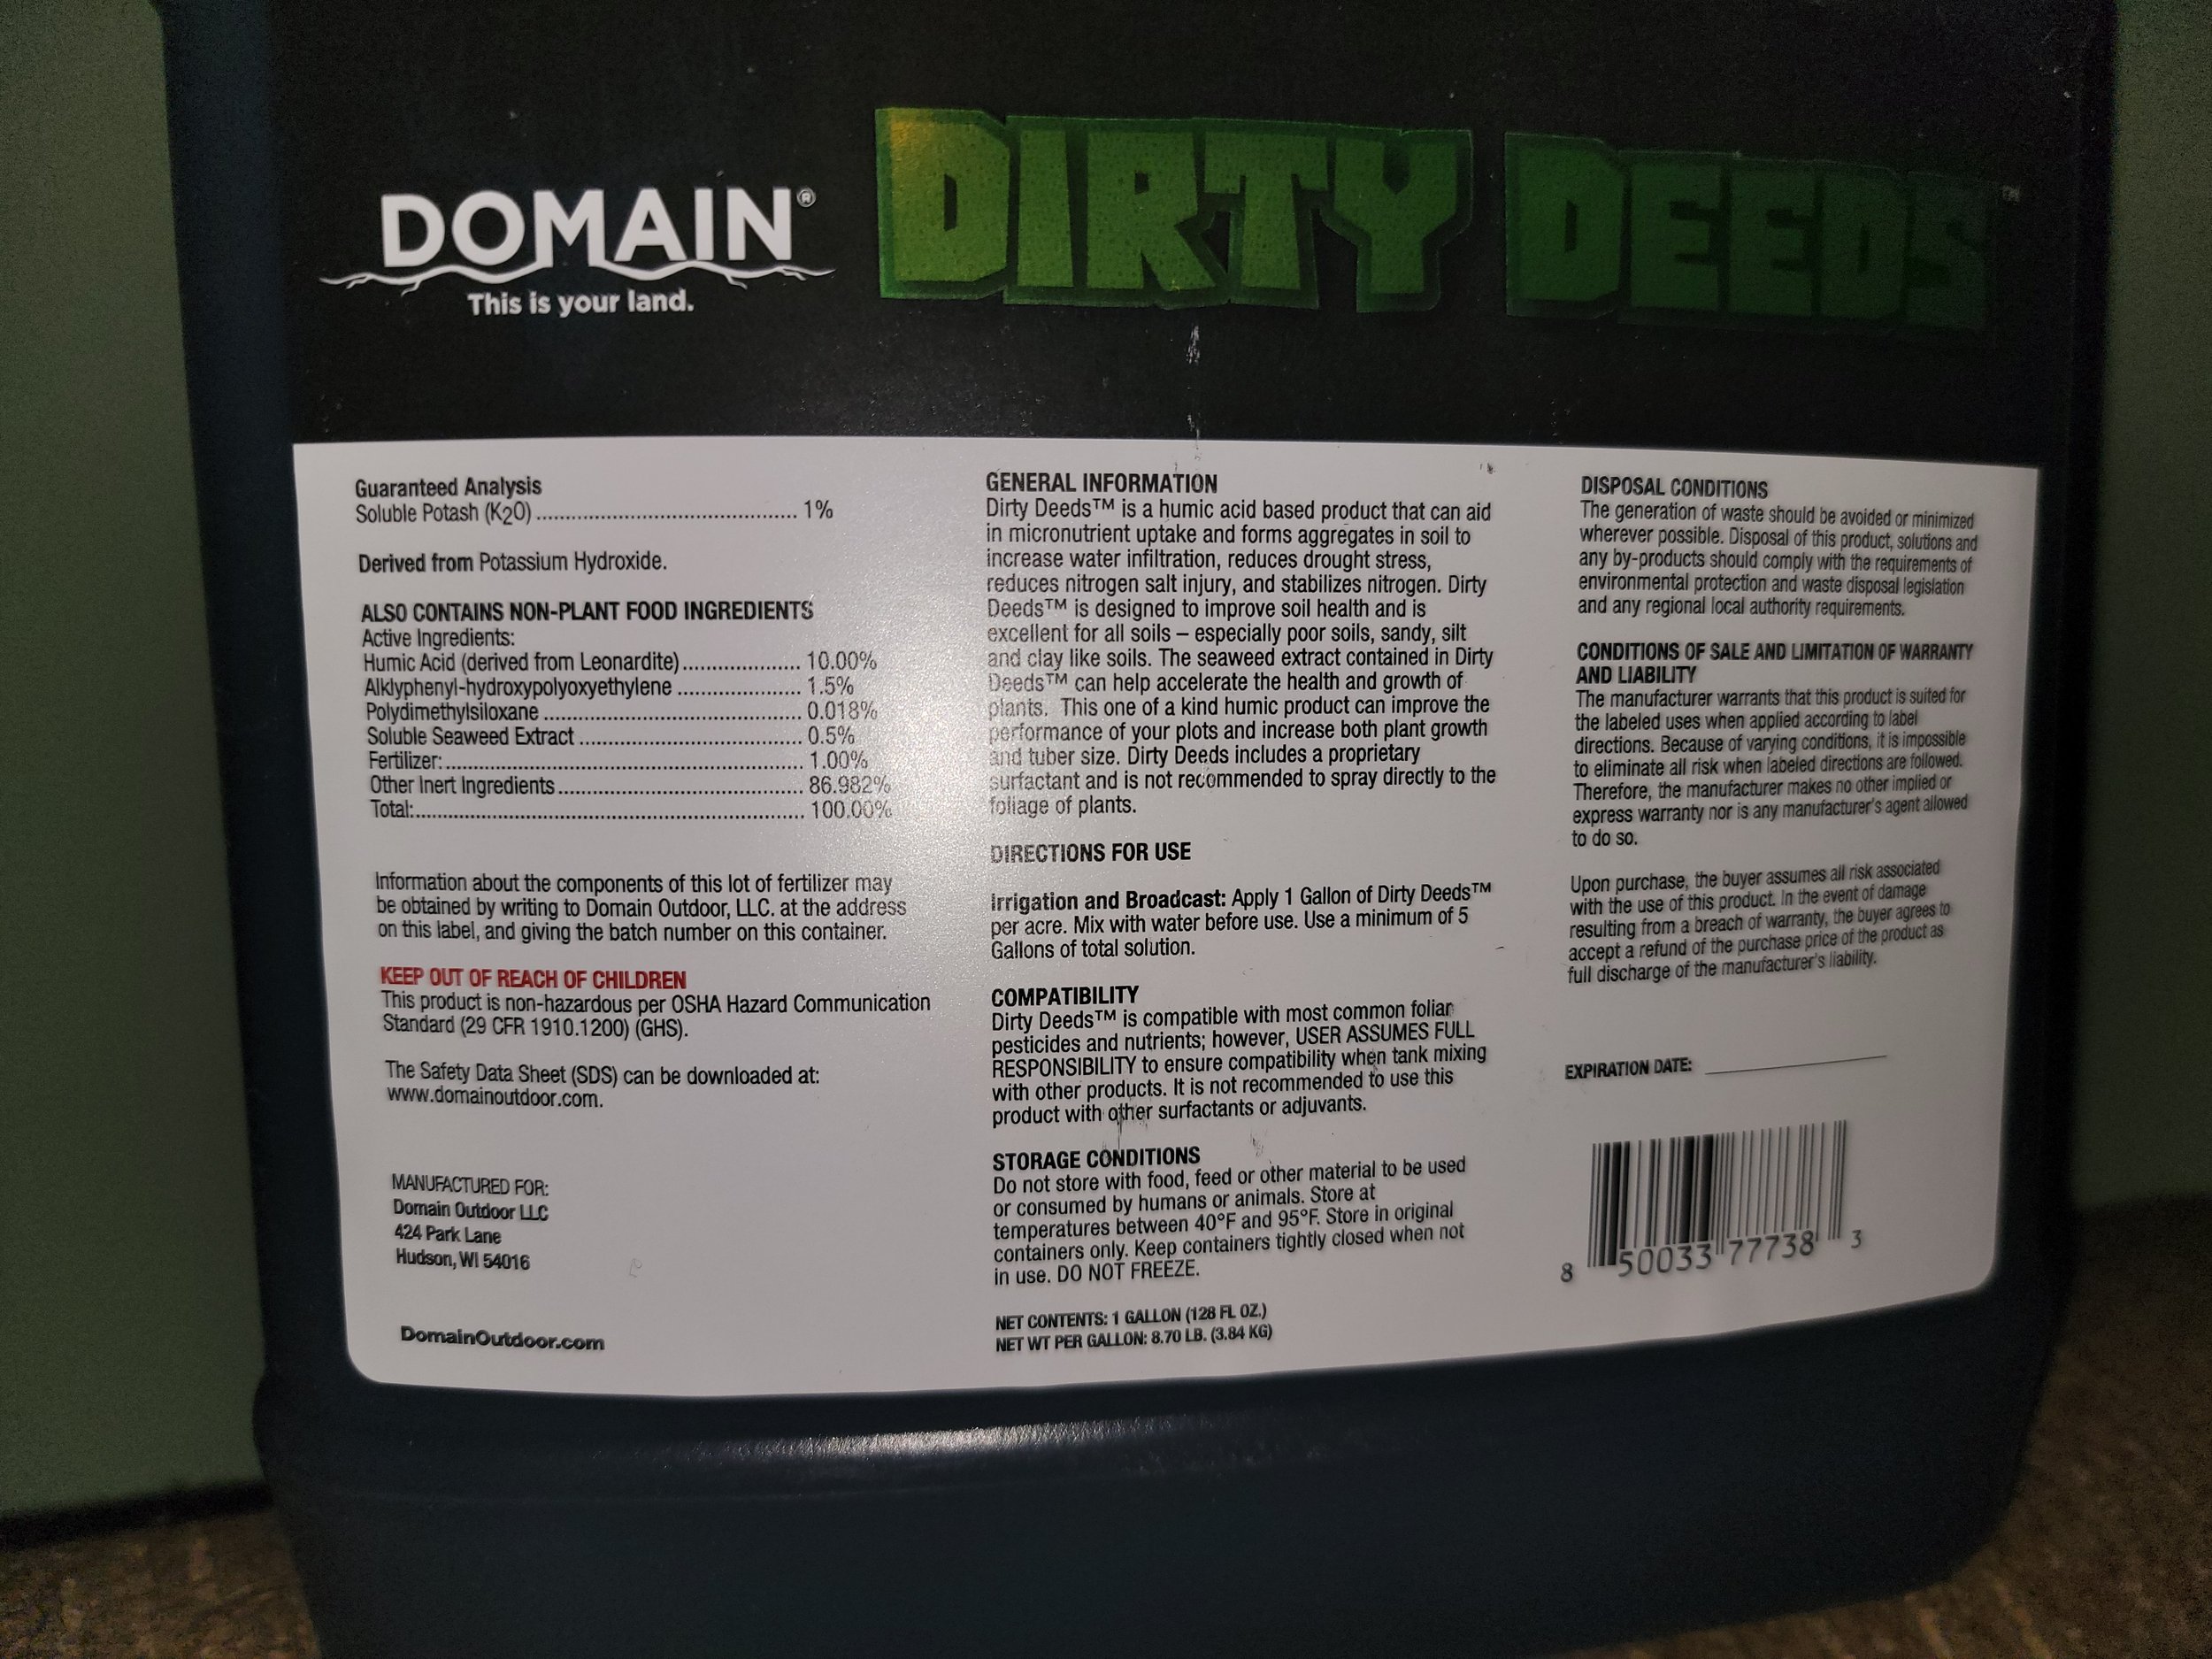 DOMAIN®
This is your land.
DIRTY DEEDS™
Guaranteed Analysis
Soluble Potash (K2O) ............................................. 1%
Derived from Potassium Hydroxide.
ALSO CONTAINS NON-PLANT FOOD INGREDIENTS
Active Ingredients:
Humic Acid (derived from Leonardite) .................... 10.00%
Alklyphenyl-hydroxypolyoxyethylene ..................... 1.5%
Polydimethylsiloxane ............................................ 0.018%
Soluble Seaweed Extract ...................................... 0.5%
Fertilizer: ............................................................. 1.00%
Other Inert Ingredients .......................................... 86.982%
Total: ................................................................... 100.00%
Information about the components of this lot of fertilizer may
be obtained by writing to Domain Outdoor, LLC. at the address
on this label, and giving the batch number on this container.
KEEP OUT OF REACH OF CHILDREN
This product is non-hazardous per OSHA Hazard Communication
Standard (29 CFR 1910.1200) (GHS).
The Safety Data Sheet (SDS) can be downloaded at:
www.domainoutdoor.com.
MANUFACTURED FOR:
Domain Outdoor LLC
424 Park Lane
Hudson, WI 54016
DomainOutdoor.com
GENERAL INFORMATION
Dirty Deeds™ is a humic acid based product that can aid
in micronutrient uptake and forms aggregates in soil to
increase water infiltration, reduces drought stress,
reduces nitrogen salt injury, and stabilizes nitrogen. Dirty
Deeds™ is designed to improve soil health and is
excellent for all soils – especially poor soils, sandy, silt
and clay like soils. The seaweed extract contained in Dirty
Deeds™ can help accelerate the health and growth of
plants. This one of a kind humic product can improve the
performance of your plots and increase both plant growth
and tuber size. Dirty Deeds includes a proprietary
surfactant and is not recommended to spray directly to the
foliage of plants.
DIRECTIONS FOR USE
Irrigation and Broadcast: Apply 1 Gallon of Dirty Deeds™
per acre. Mix with water before use. Use a minimum of 5
Gallons of total solution.
COMPATIBILITY
Dirty Deeds™ is compatible with most common foliar
pesticides and nutrients; however, USER ASSUMES FULL
RESPONSIBILITY to ensure compatibility when tank mixing
with other products. It is not recommended to use this
product with other surfactants or adjuvants.
STORAGE CONDITIONS
Do not store with food, feed or other material to be used
or consumed by humans or animals. Store at
temperatures between 40°F and 95°F. Store in original
containers only. Keep containers tightly closed when not
in use. DO NOT FREEZE.
NET CONTENTS: 1 GALLON (128 FL OZ.)
NET WT PER GALLON: 8.70 LB. (3.84 KG)
DISPOSAL CONDITIONS
The generation of waste should be avoided or minimized
wherever possible. Disposal of this product, solutions and
any by-products should comply with the requirements of
environmental protection and waste disposal legislation
and any regional local authority requirements.
CONDITIONS OF SALE AND LIMITATION OF WARRANTY
AND LIABILITY
The manufacturer warrants that this product is suited for
the labeled uses when applied according to label
directions. Because of varying conditions, it is impossible
to eliminate all risk when labeled directions are followed.
Therefore, the manufacturer makes no other implied or
express warranty nor is any manufacturer's agent allowed
to do so.
Upon purchase, the buyer assumes all risk associated
with the use of this product. In the event of damage
resulting from a breach of warranty, the buyer agrees to
accept a refund of the purchase price of the product as
full discharge of the manufacturer's liability.
EXPIRATION DATE: ____________
8 50033 77738 3